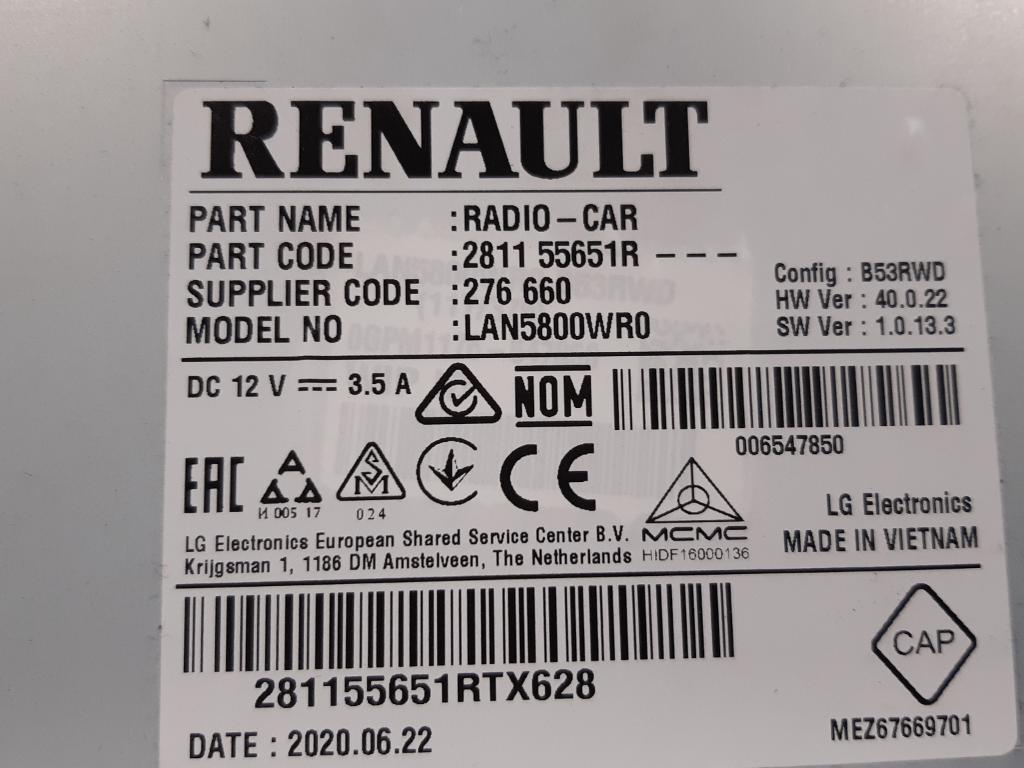 RENAULT
PART NAME :RADIO-CAR
PART CODE :2811 55651R - - -
SUPPLIER CODE :276 660
MODEL NO :LAN5800WR0
Config : B53RWD
HW Ver : 40.0.22
SW Ver : 1.0.13.3
DC 12 V 3.5 A
NOM
006547850
EAC
И 005 17
SM
024
CE
MCMC
HIDF16000136
LG Electronics
MADE IN VIETNAM
LG Electronics European Shared Service Center B.V.
Krijgsman 1, 1186 DM Amstelveen, The Netherlands
281155651RTX628
CAP
DATE : 2020.06.22
MEZ67669701